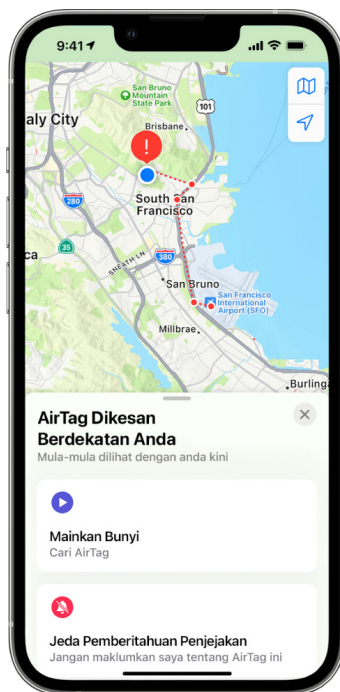 9:41
San Bruno
Mountain
State Park
101
aly City
Brisbane
South San
Francisco
280
ca
35
SNEATH LN
380
San Bruno
San Francisco
International
Airport (SFO)
Millbrae
Burling
AirTag Dikesan
Berdekatan Anda
Mula-mula dilihat dengan anda kini
Mainkan Bunyi
Cari AirTag
Jeda Pemberitahuan Penjejakan
Jangan maklumkan saya tentang AirTag ini